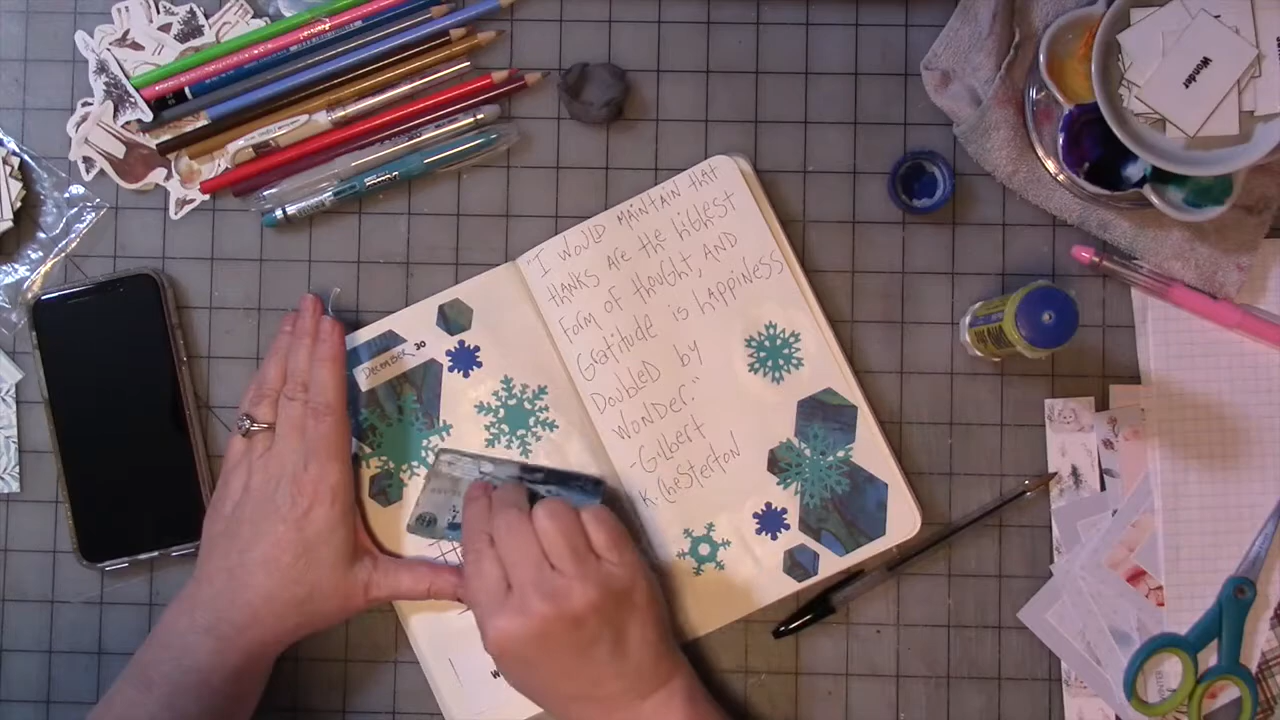 Wonder
December 30
"I WOULD MAINTAIN THAT
thanks ARE the highest
FORM OF thought, AND
Gratitude is hAppiness
DOUBLED by
WONDER."
-Gilbert
K. ChesterTON